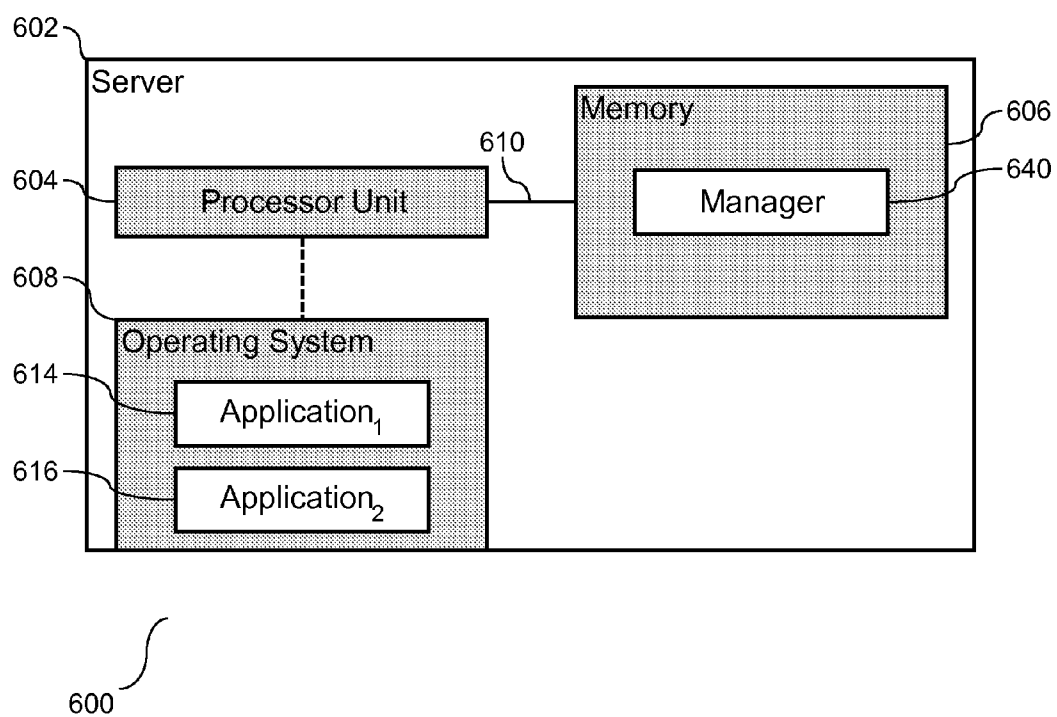 602
Server
Memory
606
610
604
Processor Unit
Manager
640
608
Operating System
614
Application1
616
Application2
600